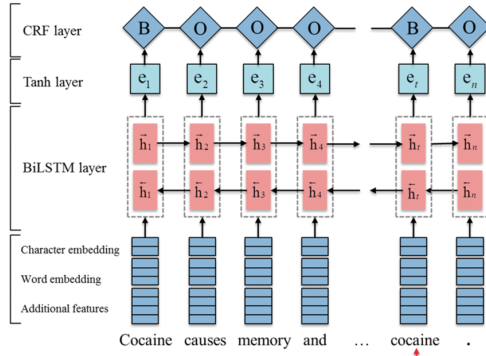 CRF layer B O O O B O
Tanh layer e1 e2 e3 e4 et en
BiLSTM layer
h1 h2 h3 h4 ht hn
h1 h2 h3 h4 ht hn
Character embedding
Word embedding
Additional features
Cocaine causes memory and ... cocaine .